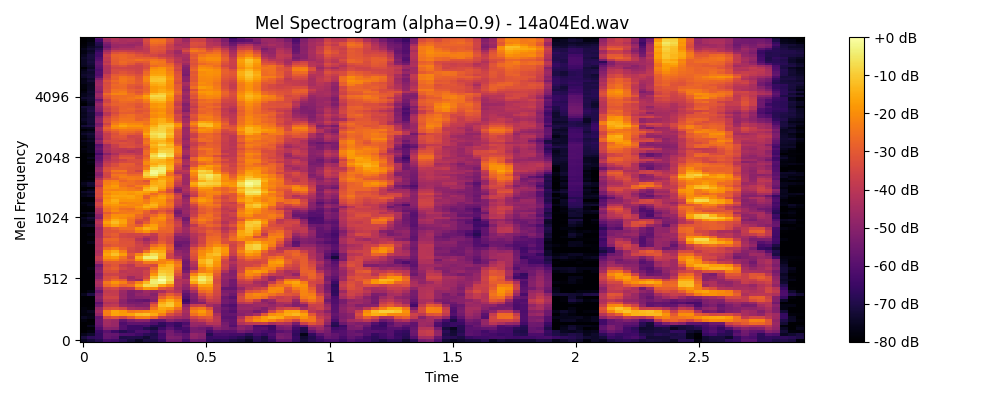 Mel Spectrogram (alpha=0.9) - 14a04Ed.wav
Mel Frequency
4096
2048
1024
512
0
0
0.5
1
1.5
2
2.5
Time
+0 dB
-10 dB
-20 dB
-30 dB
-40 dB
-50 dB
-60 dB
-70 dB
-80 dB